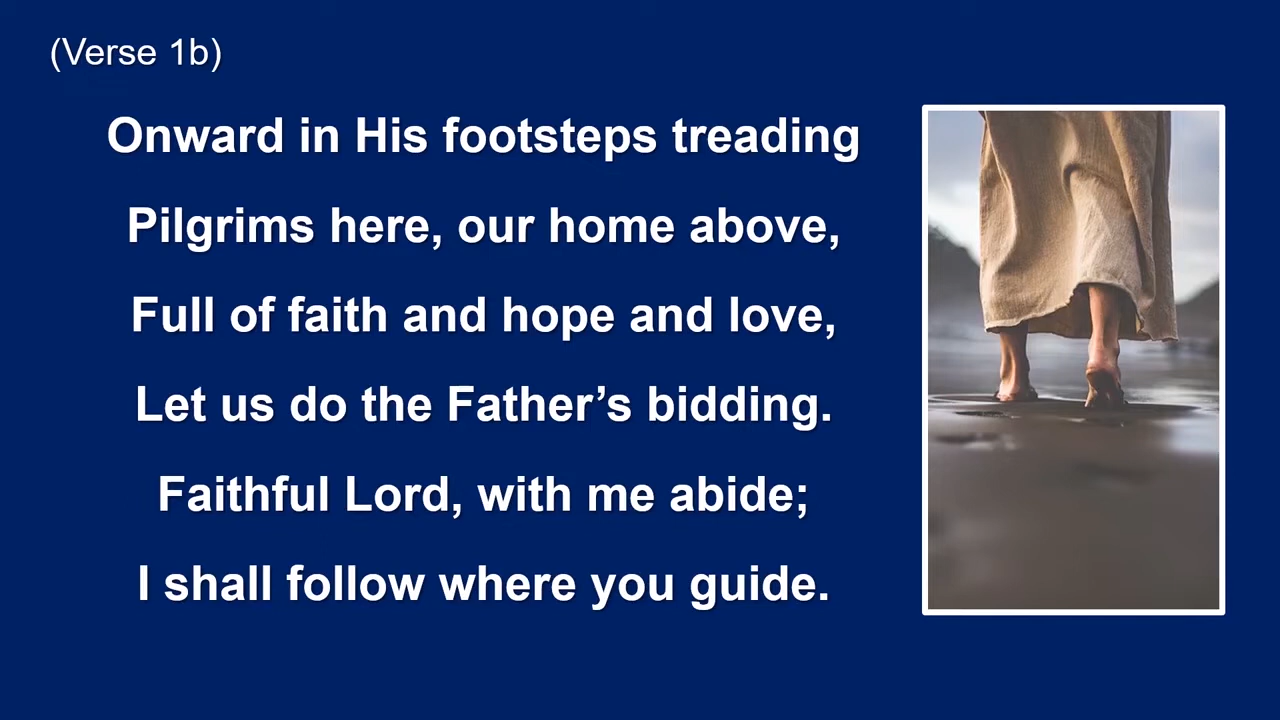 (Verse 1b)
Onward in His footsteps treading
Pilgrims here, our home above,
Full of faith and hope and love,
Let us do the Father’s bidding.
Faithful Lord, with me abide;
I shall follow where you guide.